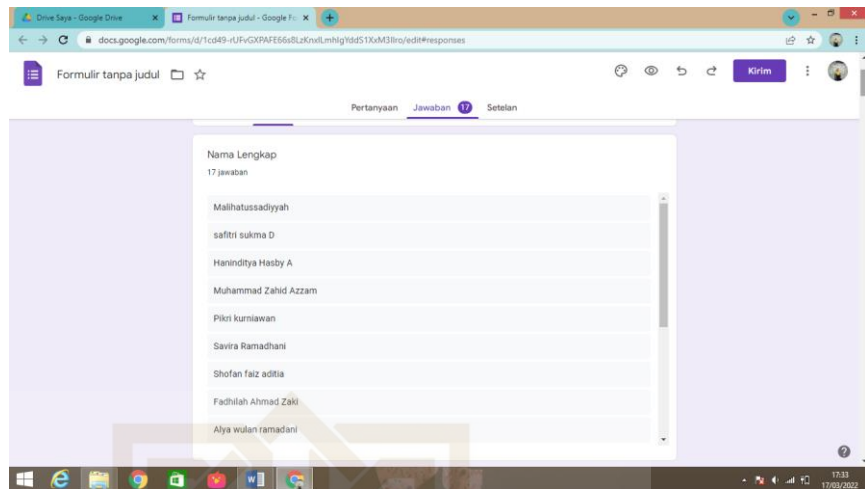 Drive Saya - Google Drive
Formulir tanpa judul - Google Fo
docs.google.com/forms/d/1cd49-rUFvGXPAFE66s8LzKnxlLmhIgYddS1XxM3Ilro/edit#responses
Formulir tanpa judul
Kirim
Pertanyaan Jawaban 17 Setelan
Nama Lengkap
17 jawaban
Malihatussadiyyah
safitri sukma D
Haninditya Hasby A
Muhammad Zahid Azzam
Pikri kurniawan
Savira Ramadhani
Shofan faiz aditia
Fadhilah Ahmad Zaki
Alya wulan ramadani
17:33
17/03/2022